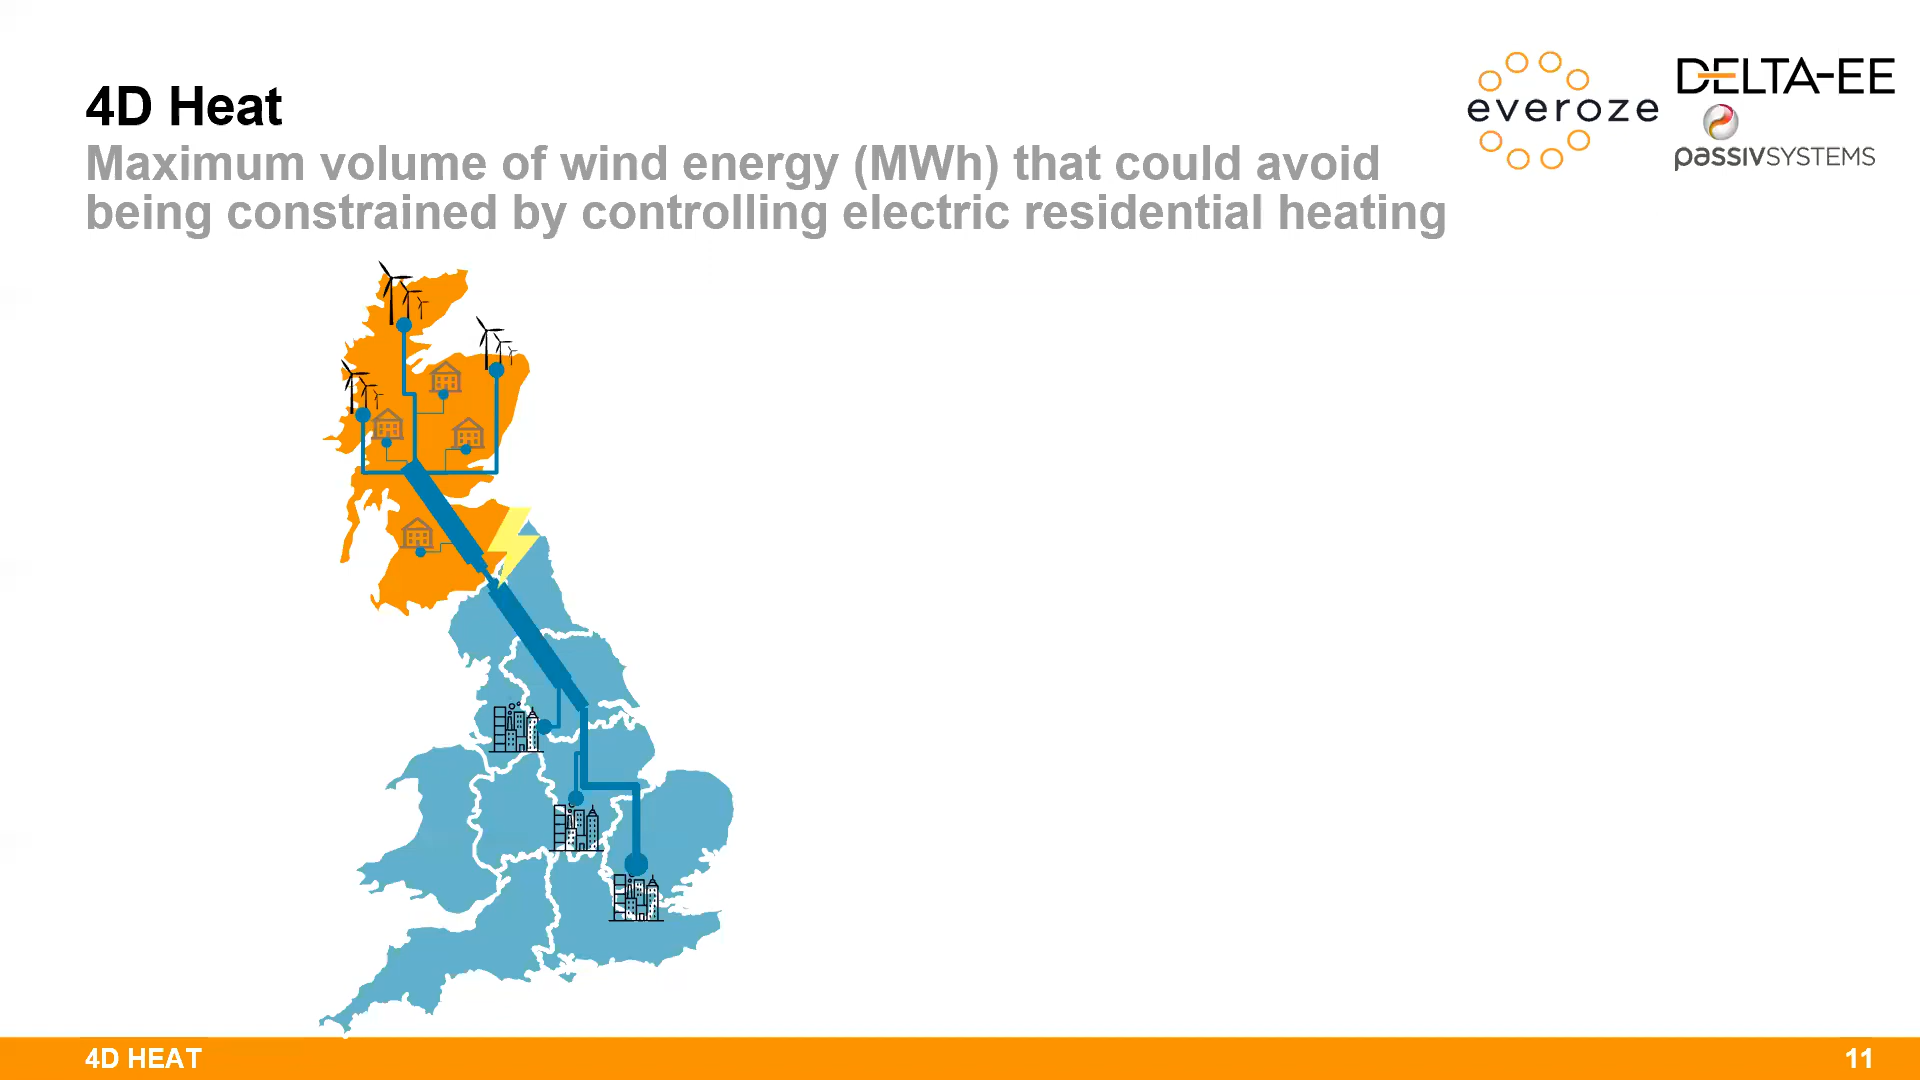 4D Heat
Maximum volume of wind energy (MWh) that could avoid
being constrained by controlling electric residential heating
everoze
DELTA-EE
passivSYSTEMS
4D HEAT
11